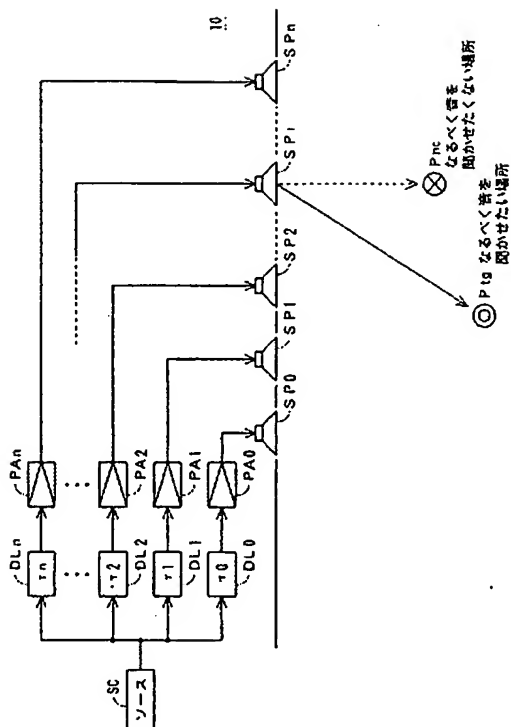 10
SC
ソース
DLn
τn
PAn
DL2
τ2
PA2
DL1
τ1
PA1
DL0
τ0
PA0
SP0
SP1
SP2
SPi
SPn
Pnc
なるべく音を
聞かせたくない場所
Ptg なるべく音を
聞かせたい場所